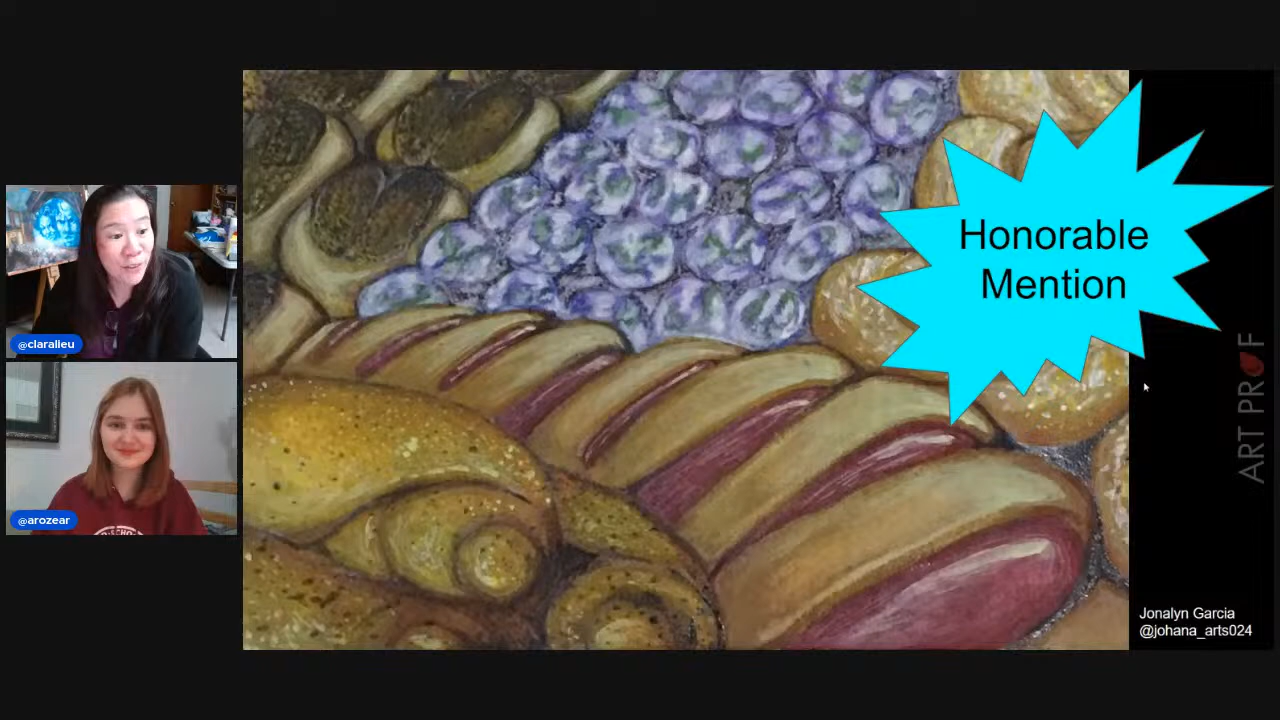 Honorable
Mention
@claralieu
@arozear
ART PROF
Jonalyn Garcia
@johana_arts024